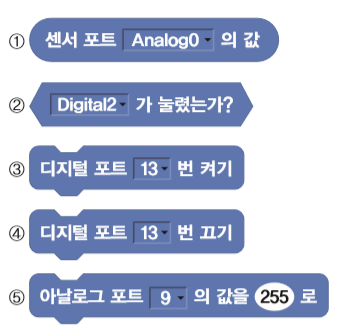 ① 센서 포트 Analog0 의 값
② Digital2 가 눌렸는가?
③ 디지털 포트 13 번 켜기
④ 디지털 포트 13 번 끄기
⑤ 아날로그 포트 9 의 값을 255 로